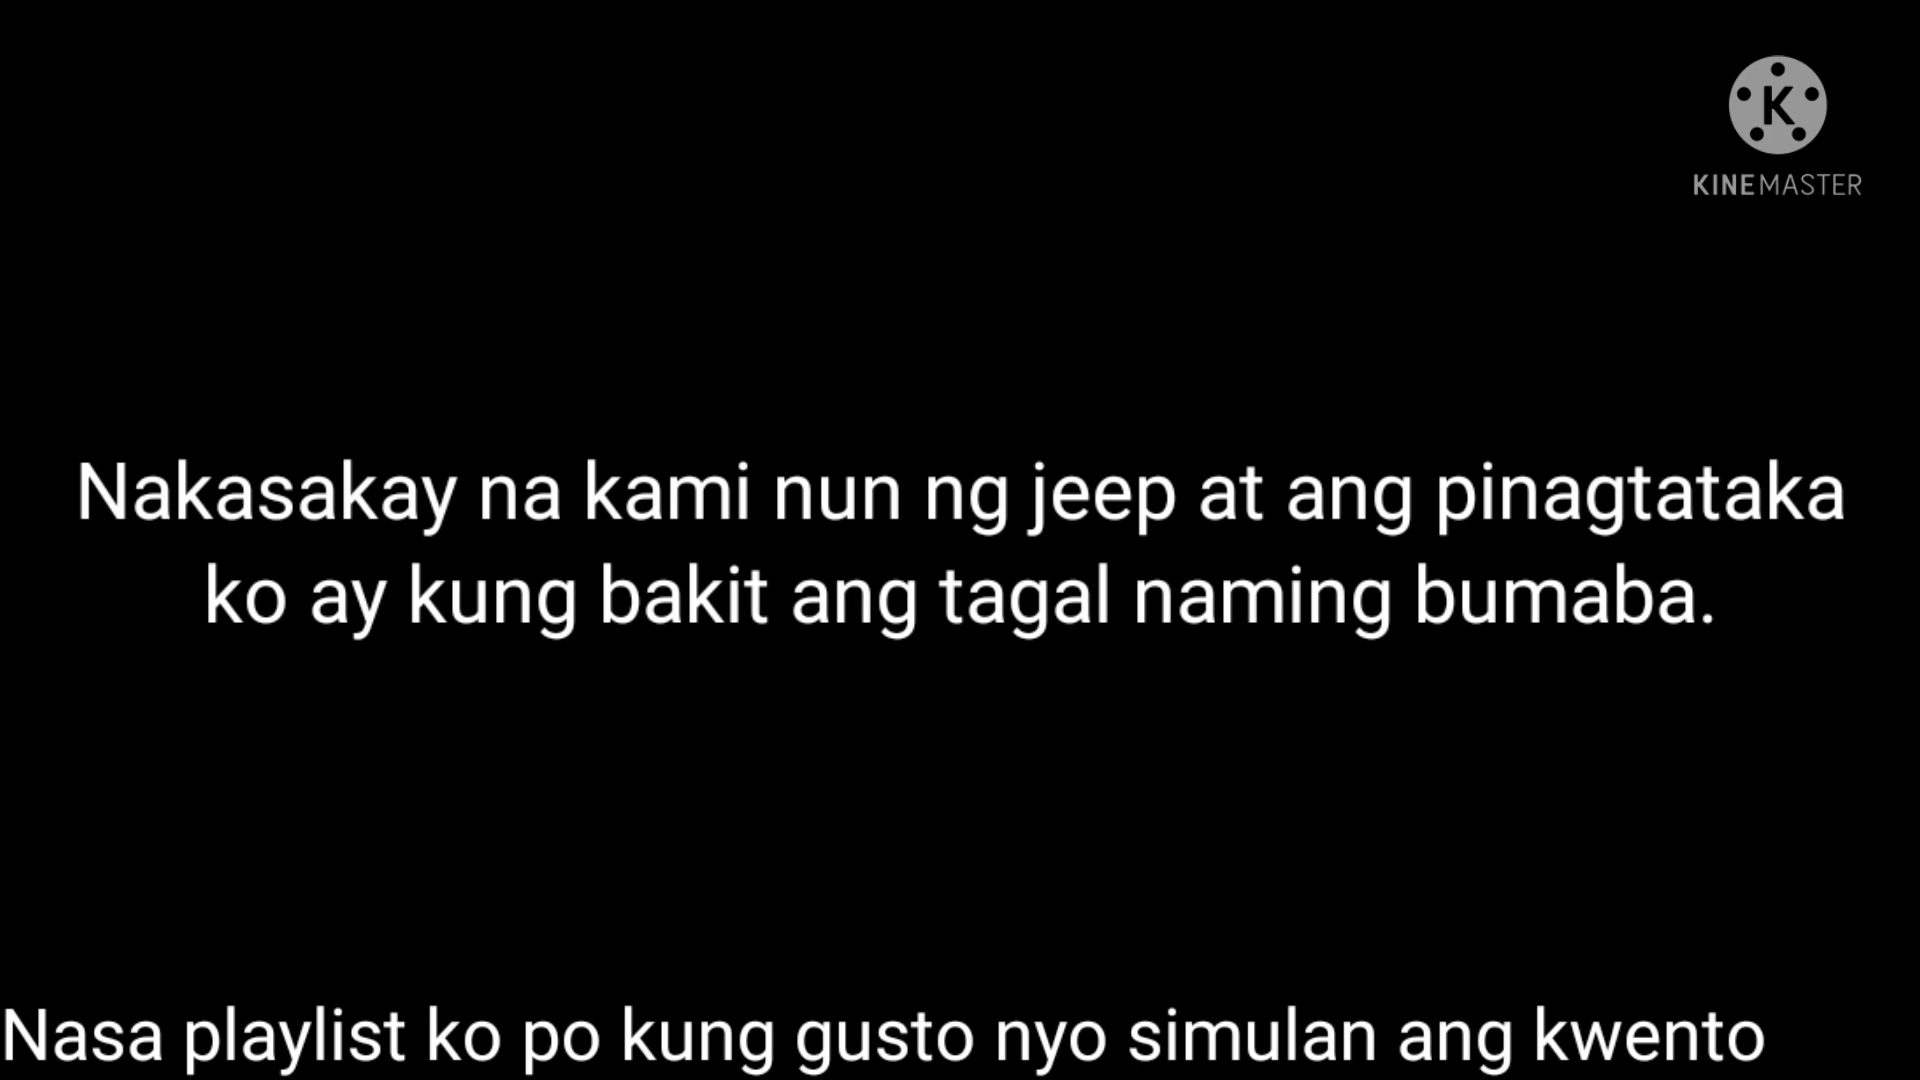 K
KINEMASTER
Nakasakay na kami nun ng jeep at ang pinagtataka
ko ay kung bakit ang tagal naming bumaba.
Nasa playlist ko po kung gusto nyo simulan ang kwento